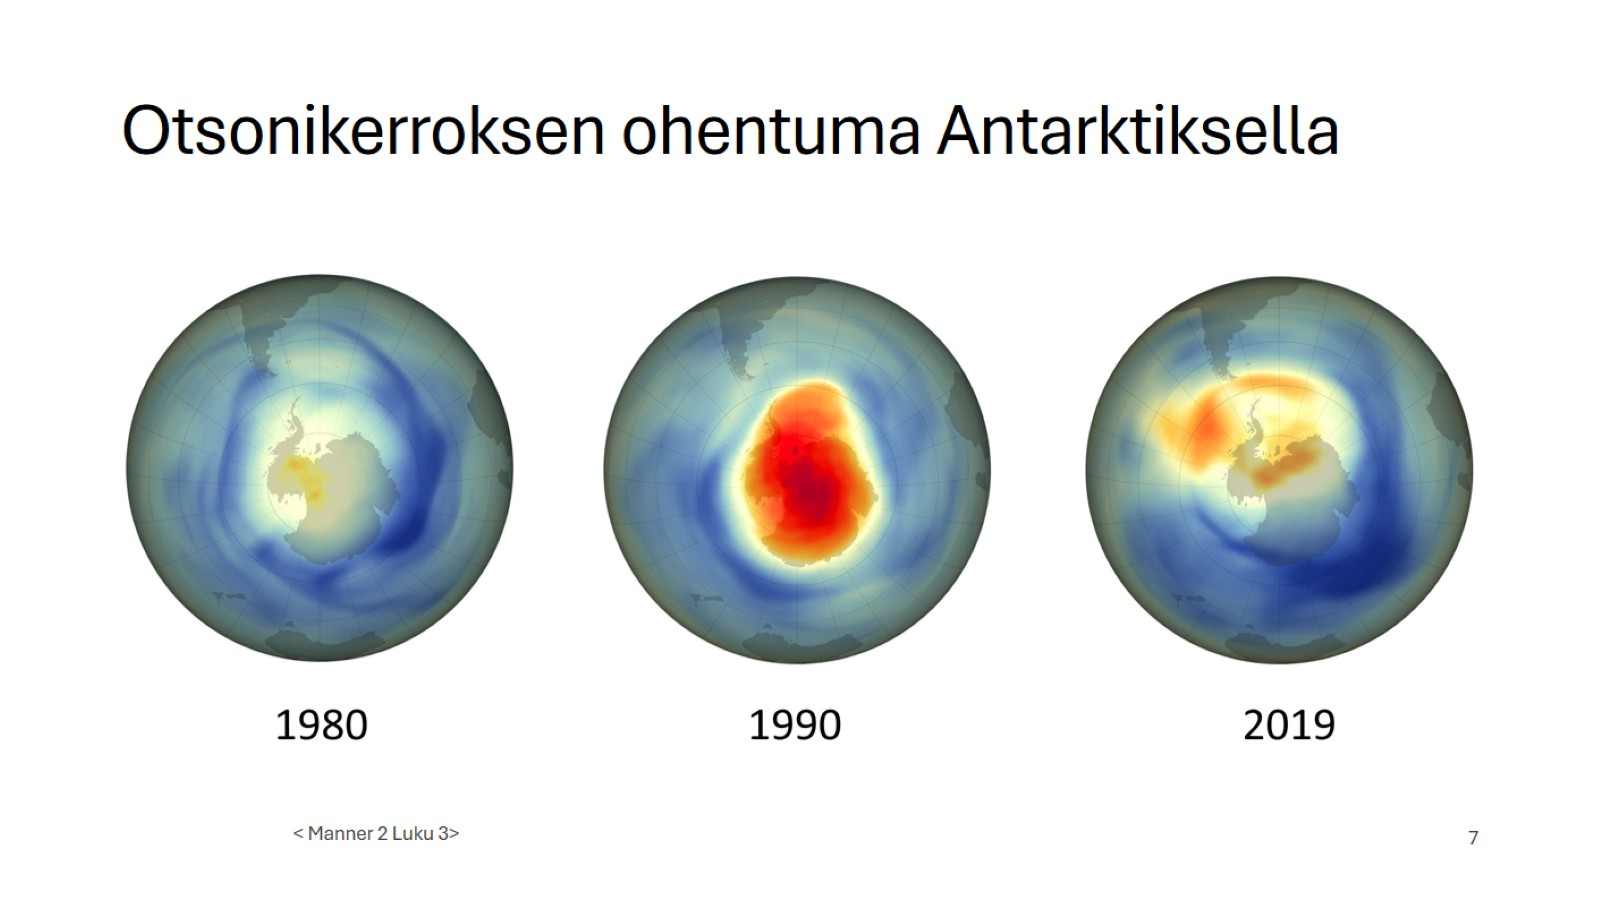 Otsonikerroksen ohentuma Antarktiksella
1980
1990
2019
< Manner 2 Luku 3>
7